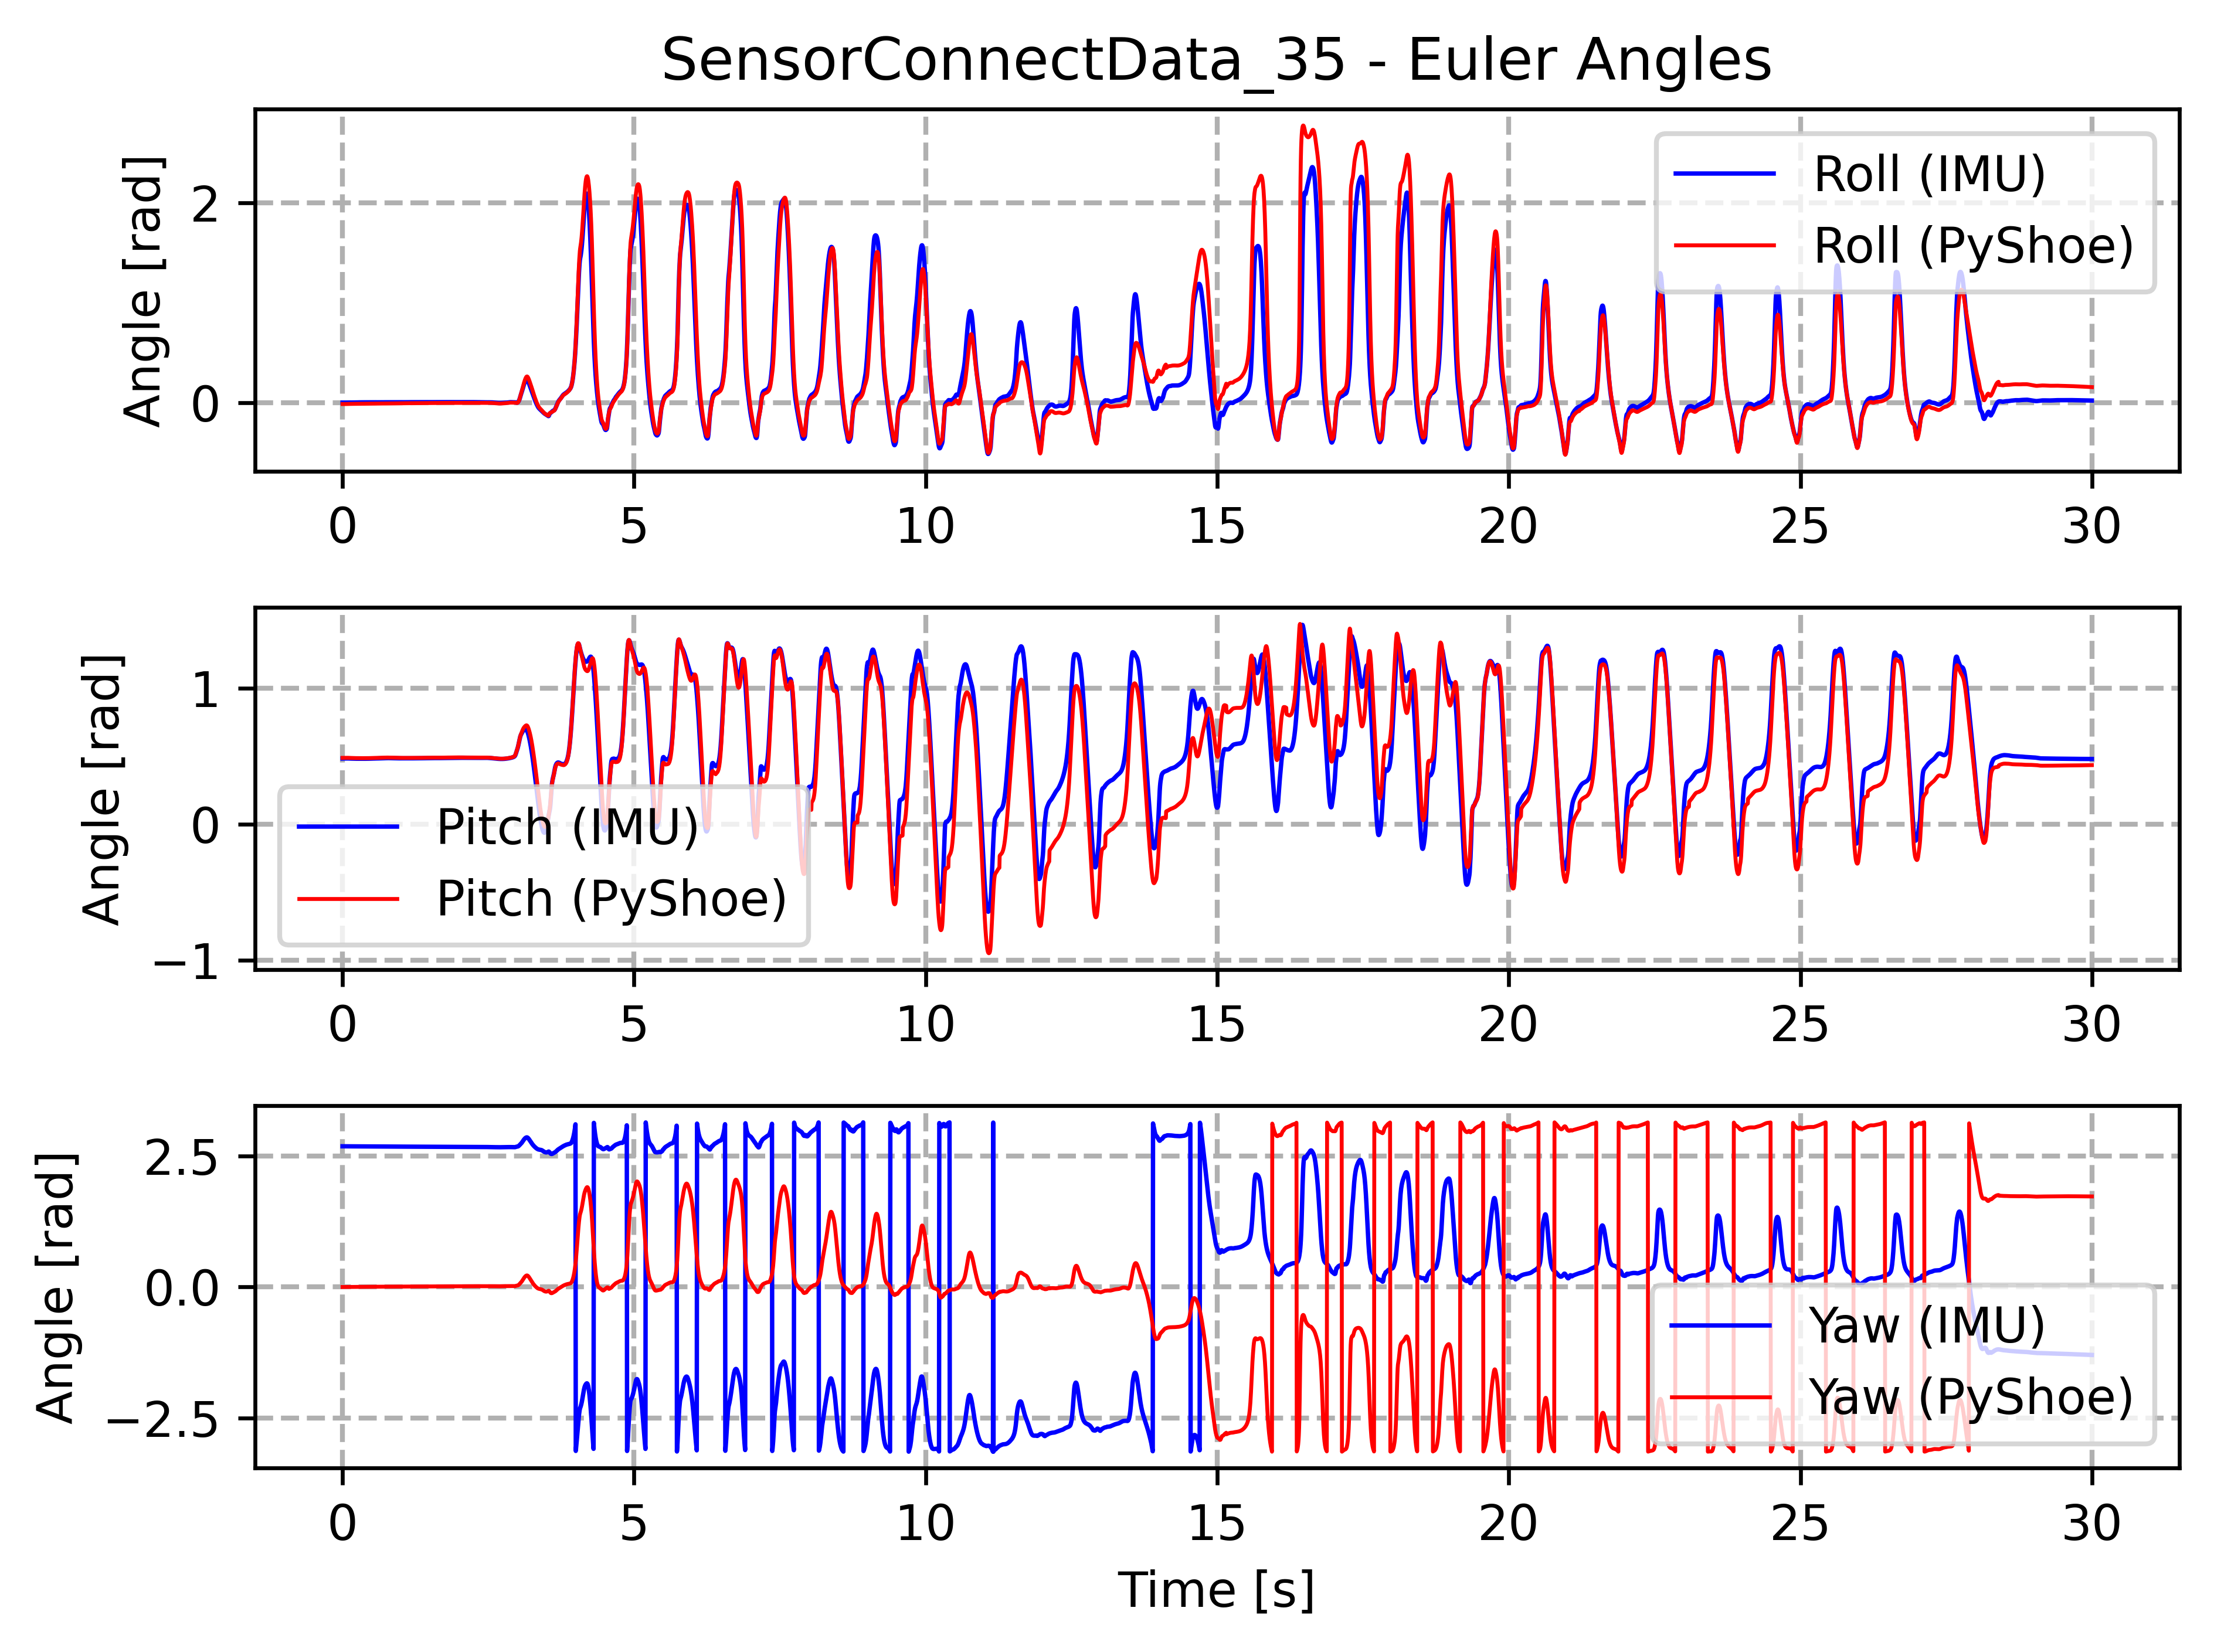 SensorConnectData_35 - Euler Angles
Angle [rad]
2
0
Roll (IMU)
Roll (PyShoe)
0 5 10 15 20 25 30
Angle [rad]
1
0
−1
Pitch (IMU)
Pitch (PyShoe)
0 5 10 15 20 25 30
Angle [rad]
2.5
0.0
−2.5
Yaw (IMU)
Yaw (PyShoe)
0 5 10 15 20 25 30
Time [s]